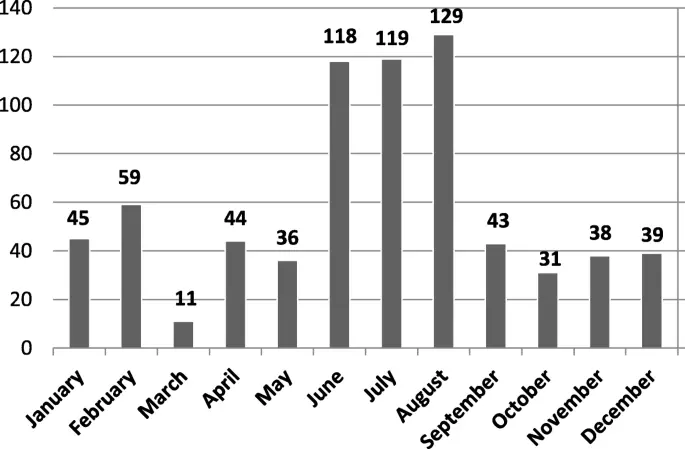 140
120
100
80
60
40
20
0
45
59
11
44
36
118
119
129
43
31
38
39
January
February
March
April
May
June
July
August
September
October
November
December